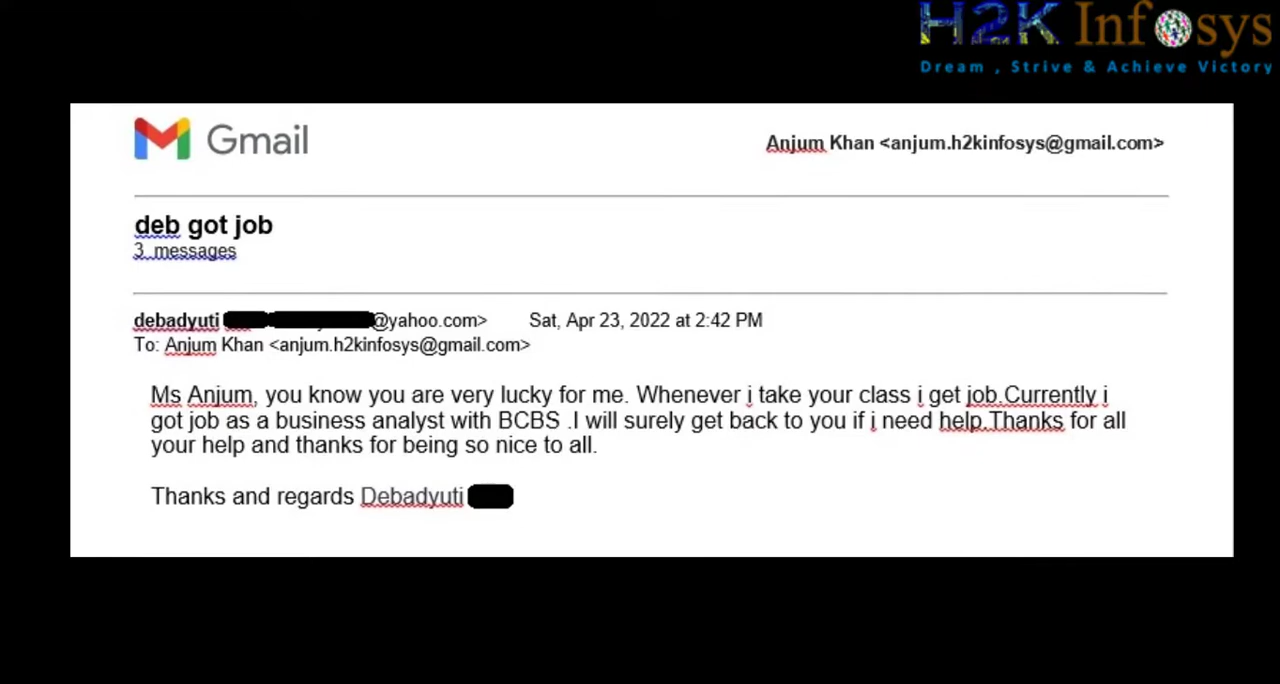 H2K Infosys
Dream , Strive & Achieve Victory
Gmail
Anjum Khan <anjum.h2kinfosys@gmail.com>
deb got job
3 messages
debadyuti @yahoo.com> Sat, Apr 23, 2022 at 2:42 PM
To: Anjum Khan <anjum.h2kinfosys@gmail.com>
Ms Anjum, you know you are very lucky for me. Whenever i take your class i get job.Currently i
got job as a business analyst with BCBS .I will surely get back to you if i need help.Thanks for all
your help and thanks for being so nice to all.
Thanks and regards Debadyuti